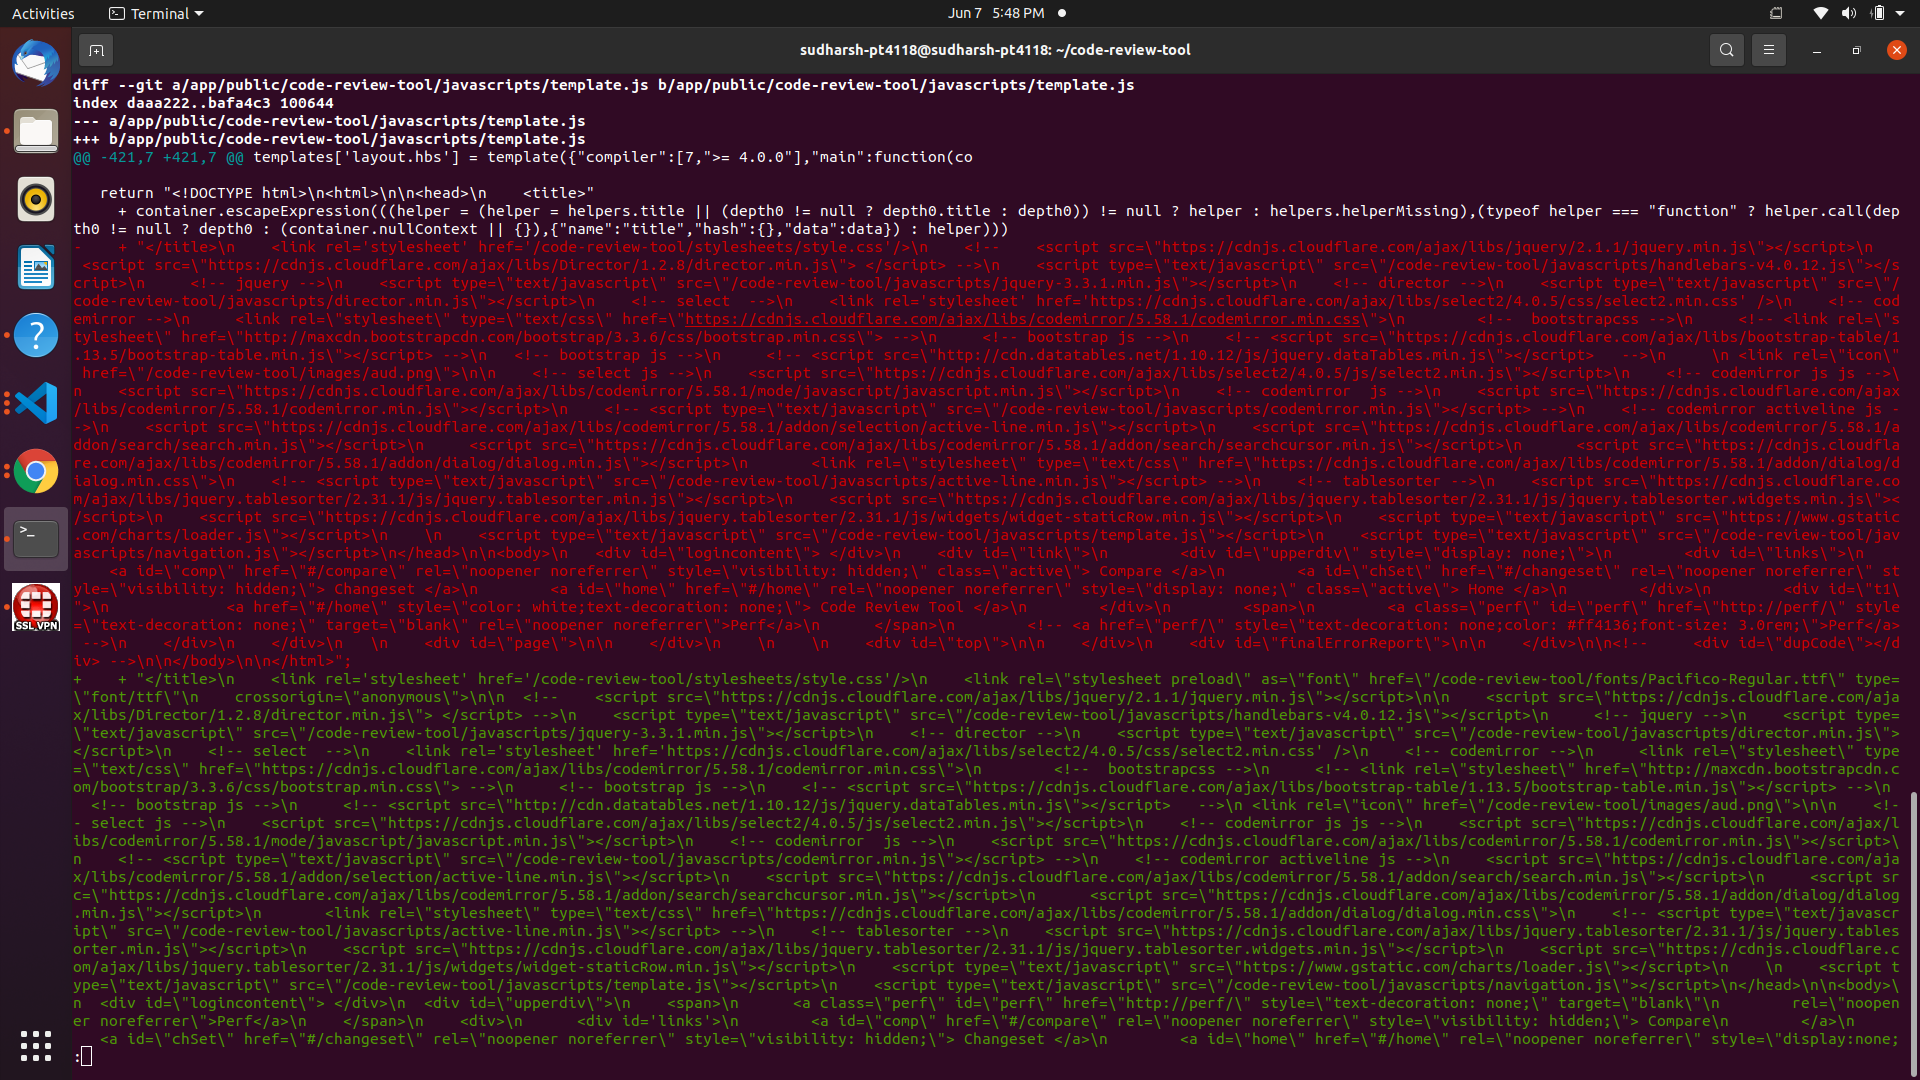 Activities
Terminal
Jun 7 5:48 PM
sudharsh-pt4118@sudharsh-pt4118: ~/code-review-tool
diff --git a/app/public/code-review-tool/javascripts/template.js b/app/public/code-review-tool/javascripts/template.js
index daaa222..bafa4c3 100644
--- a/app/public/code-review-tool/javascripts/template.js
+++ b/app/public/code-review-tool/javascripts/template.js
@@ -421,7 +421,7 @@ templates['layout.hbs'] = template({"compiler":[7,">= 4.0.0"],"main":function(co
   return "<!DOCTYPE html>\n<html>\n\n<head>\n    <title>"
     + container.escapeExpression(((helper = (helper = helpers.title || (depth0 != null ? depth0.title : depth0)) != null ? helper : helpers.helperMissing),(typeof helper === "function" ? helper.call(dep
th0 != null ? depth0 : (container.nullContext || {}),{"name":"title","hash":{},"data":data}) : helper)))
-    + "</title>\n    <link rel='stylesheet' href='/code-review-tool/stylesheets/style.css'/>\n    <!--    <script src=\"https://cdnjs.cloudflare.com/ajax/libs/jquery/2.1.1/jquery.min.js\"></script>\n
 <script src=\"https://cdnjs.cloudflare.com/ajax/libs/Director/1.2.8/director.min.js\"> </script> -->\n    <script type=\"text/javascript\" src=\"/code-review-tool/javascripts/handlebars-v4.0.12.js\"></s
cript>\n     <!-- jquery -->\n    <script type=\"text/javascript\" src=\"/code-review-tool/javascripts/jquery-3.3.1.min.js\"></script>\n    <!-- director -->\n    <script type=\"text/javascript\" src=\"/
code-review-tool/javascripts/director.min.js\"></script>\n    <!-- select  -->\n    <link rel='stylesheet' href='https://cdnjs.cloudflare.com/ajax/libs/select2/4.0.5/css/select2.min.css' />\n    <!-- cod
emirror -->\n     <link rel=\"stylesheet\" type=\"text/css\" href=\"https://cdnjs.cloudflare.com/ajax/libs/codemirror/5.58.1/codemirror.min.css\">\n        <!--  bootstrapcss -->\n     <!-- <link rel=\"s
tylesheet\" href=\"http://maxcdn.bootstrapcdn.com/bootstrap/3.3.6/css/bootstrap.min.css\"> -->\n     <!-- bootstrap js -->\n    <!-- <script src=\"https://cdnjs.cloudflare.com/ajax/libs/bootstrap-table/1
.13.5/bootstrap-table.min.js\"></script> -->\n  <!-- bootstrap js -->\n     <!-- <script src=\"http://cdn.datatables.net/1.10.12/js/jquery.dataTables.min.js\"></script>   -->\n     \n <link rel=\"icon\"
 href=\"/code-review-tool/images/aud.png\">\n\n    <!-- select js -->\n    <script src=\"https://cdnjs.cloudflare.com/ajax/libs/select2/4.0.5/js/select2.min.js\"></script>\n    <!-- codemirror js js -->\
n    <script scr=\"https://cdnjs.cloudflare.com/ajax/libs/codemirror/5.58.1/mode/javascript/javascript.min.js\"></script>\n    <!-- codemirror  js -->\n    <script src=\"https://cdnjs.cloudflare.com/ajax
/libs/codemirror/5.58.1/codemirror.min.js\"></script>\n    <!-- <script type=\"text/javascript\" src=\"/code-review-tool/javascripts/codemirror.min.js\"></script> -->\n    <!-- codemirror activeline js -
->\n    <script src=\"https://cdnjs.cloudflare.com/ajax/libs/codemirror/5.58.1/addon/selection/active-line.min.js\"></script>\n    <script src=\"https://cdnjs.cloudflare.com/ajax/libs/codemirror/5.58.1/a
ddon/search/search.min.js\"></script>\n    <script src=\"https://cdnjs.cloudflare.com/ajax/libs/codemirror/5.58.1/addon/search/searchcursor.min.js\"></script>\n      <script src=\"https://cdnjs.cloudfla
re.com/ajax/libs/codemirror/5.58.1/addon/dialog/dialog.min.js\"></script>\n       <link rel=\"stylesheet\" type=\"text/css\" href=\"https://cdnjs.cloudflare.com/ajax/libs/codemirror/5.58.1/addon/dialog/d
ialog.min.css\">\n    <!-- <script type=\"text/javascript\" src=\"/code-review-tool/javascripts/active-line.min.js\"></script> -->\n    <!-- tablesorter -->\n    <script src=\"https://cdnjs.cloudflare.co
m/ajax/libs/jquery.tablesorter/2.31.1/js/jquery.tablesorter.min.js\"></script>\n    <script src=\"https://cdnjs.cloudflare.com/ajax/libs/jquery.tablesorter/2.31.1/js/jquery.tablesorter.widgets.min.js\"><
/script>\n    <script src=\"https://cdnjs.cloudflare.com/ajax/libs/jquery.tablesorter/2.31.1/js/widgets/widget-staticRow.min.js\"></script>\n    <script type=\"text/javascript\" src=\"https://www.gstatic
.com/charts/loader.js\"></script>\n    \n    <script type=\"text/javascript\" src=\"/code-review-tool/javascripts/template.js\"></script>\n    <script type=\"text/javascript\" src=\"/code-review-tool/jav
ascripts/navigation.js\"></script>\n</head>\n\n<body>\n   <div id=\"logincontent\"> </div>\n    <div id=\"link\">\n        <div id=\"upperdiv\" style=\"display: none;\">\n        <div id=\"links\">\n
    <a id=\"comp\" href=\"#/compare\" rel=\"noopener noreferrer\" style=\"visibility: hidden;\" class=\"active\"> Compare </a>\n        <a id=\"chSet\" href=\"#/changeset\" rel=\"noopener noreferrer\" st
yle=\"visibility: hidden;\"> Changeset </a>\n        <a id=\"home\" href=\"#/home\" rel=\"noopener noreferrer\" style=\"display: none;\" class=\"active\"> Home </a>\n        </div>\n        <div id=\"t1\
">\n             <a href=\"#/home\" style=\"color: white;text-decoration: none;\"> Code Review Tool </a>\n            </div>\n        <span>\n        <a class=\"perf\" id=\"perf\" href=\"http://perf/\" style
=\"text-decoration: none;\" target=\"blank\"rel=\"noopener noreferrer\">Perf</a>\n        </span>\n        <!-- <a href=\"perf/\" style=\"text-decoration: none;color: #ff4136;font-size: 3.0rem;\">Perf</a>
 -->\n    </div>\n    </div>\n   \n    <div id=\"page\">\n\n    </div>\n    \n    \n    <div id=\"top\">\n\n    </div>\n    <div id=\"finalErrorReport\">\n\n    </div>\n\n<!--     <div id=\"dupCode\"></d
iv> -->\n\n</body>\n\n</html>";
+    + "</title>\n    <link rel='stylesheet' href='/code-review-tool/stylesheets/style.css'/>\n    <link rel=\"stylesheet preload\" as=\"font\" href=\"/code-review-tool/fonts/Pacifico-Regular.ttf\" type=
\"font/ttf\"\n    crossorigin=\"anonymous\">\n\n  <!--    <script src=\"https://cdnjs.cloudflare.com/ajax/libs/jquery/2.1.1/jquery.min.js\"></script>\n\n    <script src=\"https://cdnjs.cloudflare.com/aja
x/libs/Director/1.2.8/director.min.js\"> </script> -->\n    <script type=\"text/javascript\" src=\"/code-review-tool/javascripts/handlebars-v4.0.12.js\"></script>\n     <!-- jquery -->\n    <script type=
\"text/javascript\" src=\"/code-review-tool/javascripts/jquery-3.3.1.min.js\"></script>\n    <!-- director -->\n    <script type=\"text/javascript\" src=\"/code-review-tool/javascripts/director.min.js\">
</script>\n    <!-- select  -->\n    <link rel='stylesheet' href='https://cdnjs.cloudflare.com/ajax/libs/select2/4.0.5/css/select2.min.css' />\n    <!-- codemirror -->\n     <link rel=\"stylesheet\" type
=\"text/css\" href=\"https://cdnjs.cloudflare.com/ajax/libs/codemirror/5.58.1/codemirror.min.css\">\n        <!--  bootstrapcss -->\n     <!-- <link rel=\"stylesheet\" href=\"http://maxcdn.bootstrapcdn.c
om/bootstrap/3.3.6/css/bootstrap.min.css\"> -->\n     <!-- bootstrap js -->\n    <!-- <script src=\"https://cdnjs.cloudflare.com/ajax/libs/bootstrap-table/1.13.5/bootstrap-table.min.js\"></script> -->\n
  <!-- bootstrap js -->\n     <!-- <script src=\"http://cdn.datatables.net/1.10.12/js/jquery.dataTables.min.js\"></script>   -->\n <link rel=\"icon\" href=\"/code-review-tool/images/aud.png\">\n\n    <!-
- select js -->\n    <script src=\"https://cdnjs.cloudflare.com/ajax/libs/select2/4.0.5/js/select2.min.js\"></script>\n    <!-- codemirror js js -->\n    <script scr=\"https://cdnjs.cloudflare.com/ajax/l
ibs/codemirror/5.58.1/mode/javascript/javascript.min.js\"></script>\n    <!-- codemirror  js -->\n    <script src=\"https://cdnjs.cloudflare.com/ajax/libs/codemirror/5.58.1/codemirror.min.js\"></script>\
n    <!-- <script type=\"text/javascript\" src=\"/code-review-tool/javascripts/codemirror.min.js\"></script> -->\n    <!-- codemirror activeline js -->\n    <script src=\"https://cdnjs.cloudflare.com/aja
x/libs/codemirror/5.58.1/addon/selection/active-line.min.js\"></script>\n    <script src=\"https://cdnjs.cloudflare.com/ajax/libs/codemirror/5.58.1/addon/search/search.min.js\"></script>\n    <script sr
c=\"https://cdnjs.cloudflare.com/ajax/libs/codemirror/5.58.1/addon/search/searchcursor.min.js\"></script>\n      <script src=\"https://cdnjs.cloudflare.com/ajax/libs/codemirror/5.58.1/addon/dialog/dialog
.min.js\"></script>\n       <link rel=\"stylesheet\" type=\"text/css\" href=\"https://cdnjs.cloudflare.com/ajax/libs/codemirror/5.58.1/addon/dialog/dialog.min.css\">\n    <!-- <script type=\"text/javascr
ipt\" src=\"/code-review-tool/javascripts/active-line.min.js\"></script> -->\n    <!-- tablesorter -->\n    <script src=\"https://cdnjs.cloudflare.com/ajax/libs/jquery.tablesorter/2.31.1/js/jquery.tables
orter.min.js\"></script>\n    <script src=\"https://cdnjs.cloudflare.com/ajax/libs/jquery.tablesorter/2.31.1/js/jquery.tablesorter.widgets.min.js\"></script>\n    <script src=\"https://cdnjs.cloudflare.c
om/ajax/libs/jquery.tablesorter/2.31.1/js/widgets/widget-staticRow.min.js\"></script>\n    <script type=\"text/javascript\" src=\"https://www.gstatic.com/charts/loader.js\"></script>\n    \n    <script t
ype=\"text/javascript\" src=\"/code-review-tool/javascripts/template.js\"></script>\n    <script type=\"text/javascript\" src=\"/code-review-tool/javascripts/navigation.js\"></script>\n</head>\n\n<body>\
n  <div id=\"logincontent\"> </div>\n  <div id=\"upperdiv\">\n    <span>\n      <a class=\"perf\" id=\"perf\" href=\"http://perf/\" style=\"text-decoration: none;\" target=\"blank\"\n        rel=\"noopen
er noreferrer\">Perf</a>\n    </span>\n    <div>\n      <div id='links'>\n        <a id=\"comp\" href=\"#/compare\" rel=\"noopener noreferrer\" style=\"visibility: hidden;\"> Compare\n        </a>\n
   <a id=\"chSet\" href=\"#/changeset\" rel=\"noopener noreferrer\" style=\"visibility: hidden;\"> Changeset </a>\n        <a id=\"home\" href=\"#/home\" rel=\"noopener noreferrer\" style=\"display:none;
:
SSL VPN